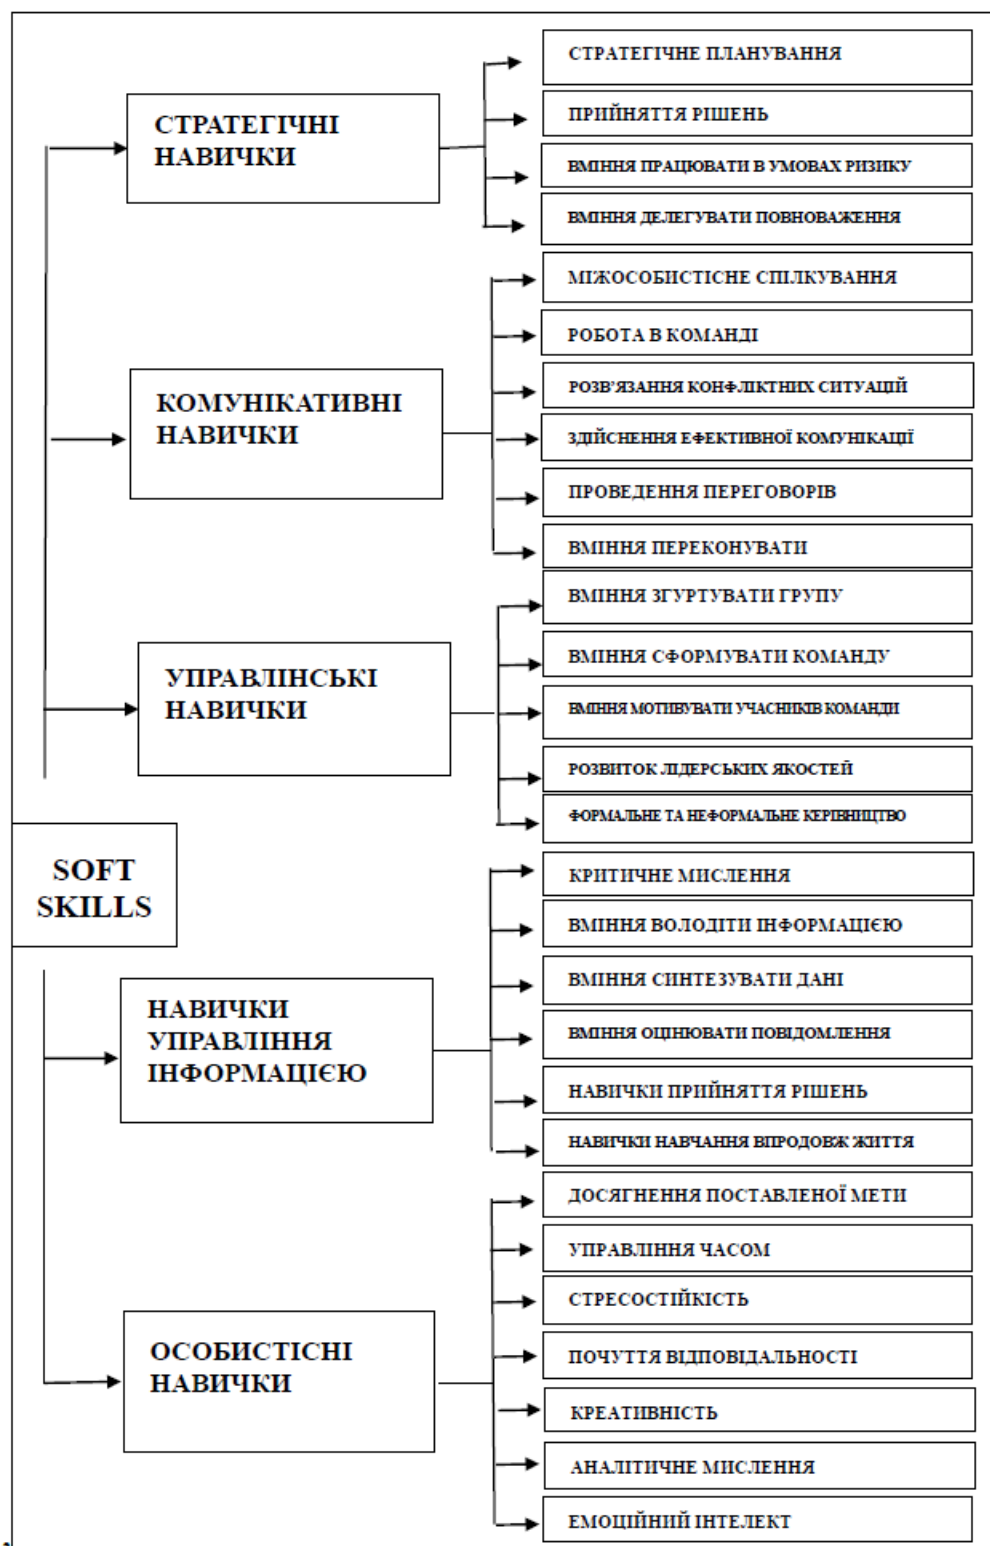 СТРАТЕГІЧНІ
НАВИЧКИ
СТРАТЕГІЧНЕ ПЛАНУВАННЯ
ПРИЙНЯТТЯ РІШЕНЬ
ВМІННЯ ПРАЦЮВАТИ В УМОВАХ РИЗИКУ
ВМІННЯ ДЕЛЕГУВАТИ ПОВНОВАЖЕННЯ
КОМУНІКАТИВНІ
НАВИЧКИ
МІЖОСОБИСТІСНЕ СПІЛКУВАННЯ
РОБОТА В КОМАНДІ
РОЗВ’ЯЗАННЯ КОНФЛІКТНИХ СИТУАЦІЙ
ЗДІЙСНЕННЯ ЕФЕКТИВНОЇ КОМУНІКАЦІЇ
ПРОВЕДЕННЯ ПЕРЕГОВОРІВ
ВМІННЯ ПЕРЕКОНУВАТИ
УПРАВЛІНСЬКІ
НАВИЧКИ
ВМІННЯ ЗГУРТУВАТИ ГРУПУ
ВМІННЯ СФОРМУВАТИ КОМАНДУ
ВМІННЯ МОТИВУВАТИ УЧАСНИКІВ КОМАНДИ
РОЗВИТОК ЛІДЕРСЬКИХ ЯКОСТЕЙ
ФОРМАЛЬНЕ ТА НЕФОРМАЛЬНЕ КЕРІВНИЦТВО
SOFT
SKILLS
НАВИЧКИ
УПРАВЛІННЯ
ІНФОРМАЦІЄЮ
КРИТИЧНЕ МИСЛЕННЯ
ВМІННЯ ВОЛОДІТИ ІНФОРМАЦІЄЮ
ВМІННЯ СИНТЕЗУВАТИ ДАНІ
ВМІННЯ ОЦІНЮВАТИ ПОВІДОМЛЕННЯ
НАВИЧКИ ПРИЙНЯТТЯ РІШЕНЬ
НАВИЧКИ НАВЧАННЯ ВПРОДОВЖ ЖИТТЯ
ОСОБИСТІСНІ
НАВИЧКИ
ДОСЯГНЕННЯ ПОСТАВЛЕНОЇ МЕТИ
УПРАВЛІННЯ ЧАСОМ
СТРЕСОСТІЙКІСТЬ
ПОЧУТТЯ ВІДПОВІДАЛЬНОСТІ
КРЕАТИВНІСТЬ
АНАЛІТИЧНЕ МИСЛЕННЯ
ЕМОЦІЙНИЙ ІНТЕЛЕКТ